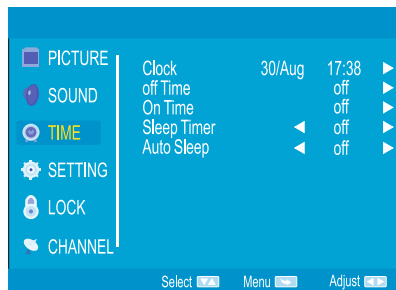 PICTURE
SOUND
TIME
SETTING
LOCK
CHANNEL
Clock 30/Aug 17:38
off Time off
On Time off
Sleep Timer off
Auto Sleep off
Select Menu Adjust